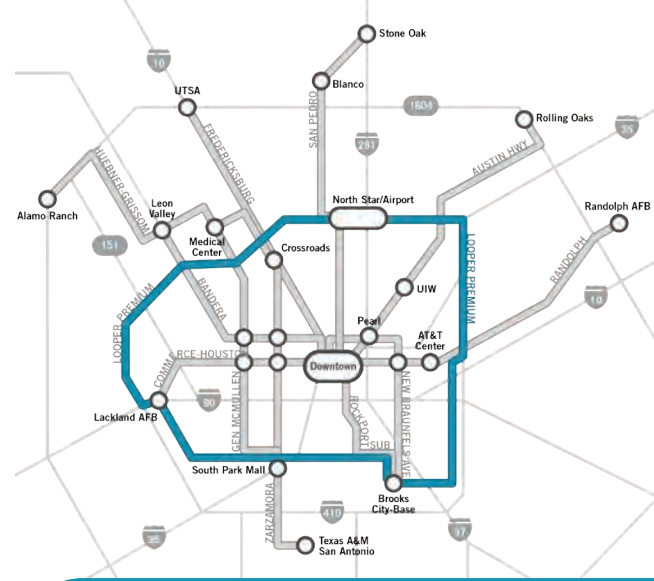 Stone Oak
10
Blanco
UTSA
1604
SAN PEDRO
Rolling Oaks
FREDERICKSBURG
35
281
AUSTIN HWY
HUEBNER-GRISSOM
Leon
Valley
North Star/Airport
Randolph AFB
Alamo Ranch
151
Medical
Center
Crossroads
LOOPER PREMIUM
RANDOLPH
BANDERA
UIW
10
LOOPER PREMIUM
Pearl
AT&T
Center
COMMERCE-HOUSTON
Downtown
90
Lackland AFB
GEN MCMULLEN
ROCKPORT
NEW BRAUNFELS AVE
SUB
South Park Mall
Brooks
City-Base
ZARZAMORA
410
35
37
Texas A&M
San Antonio